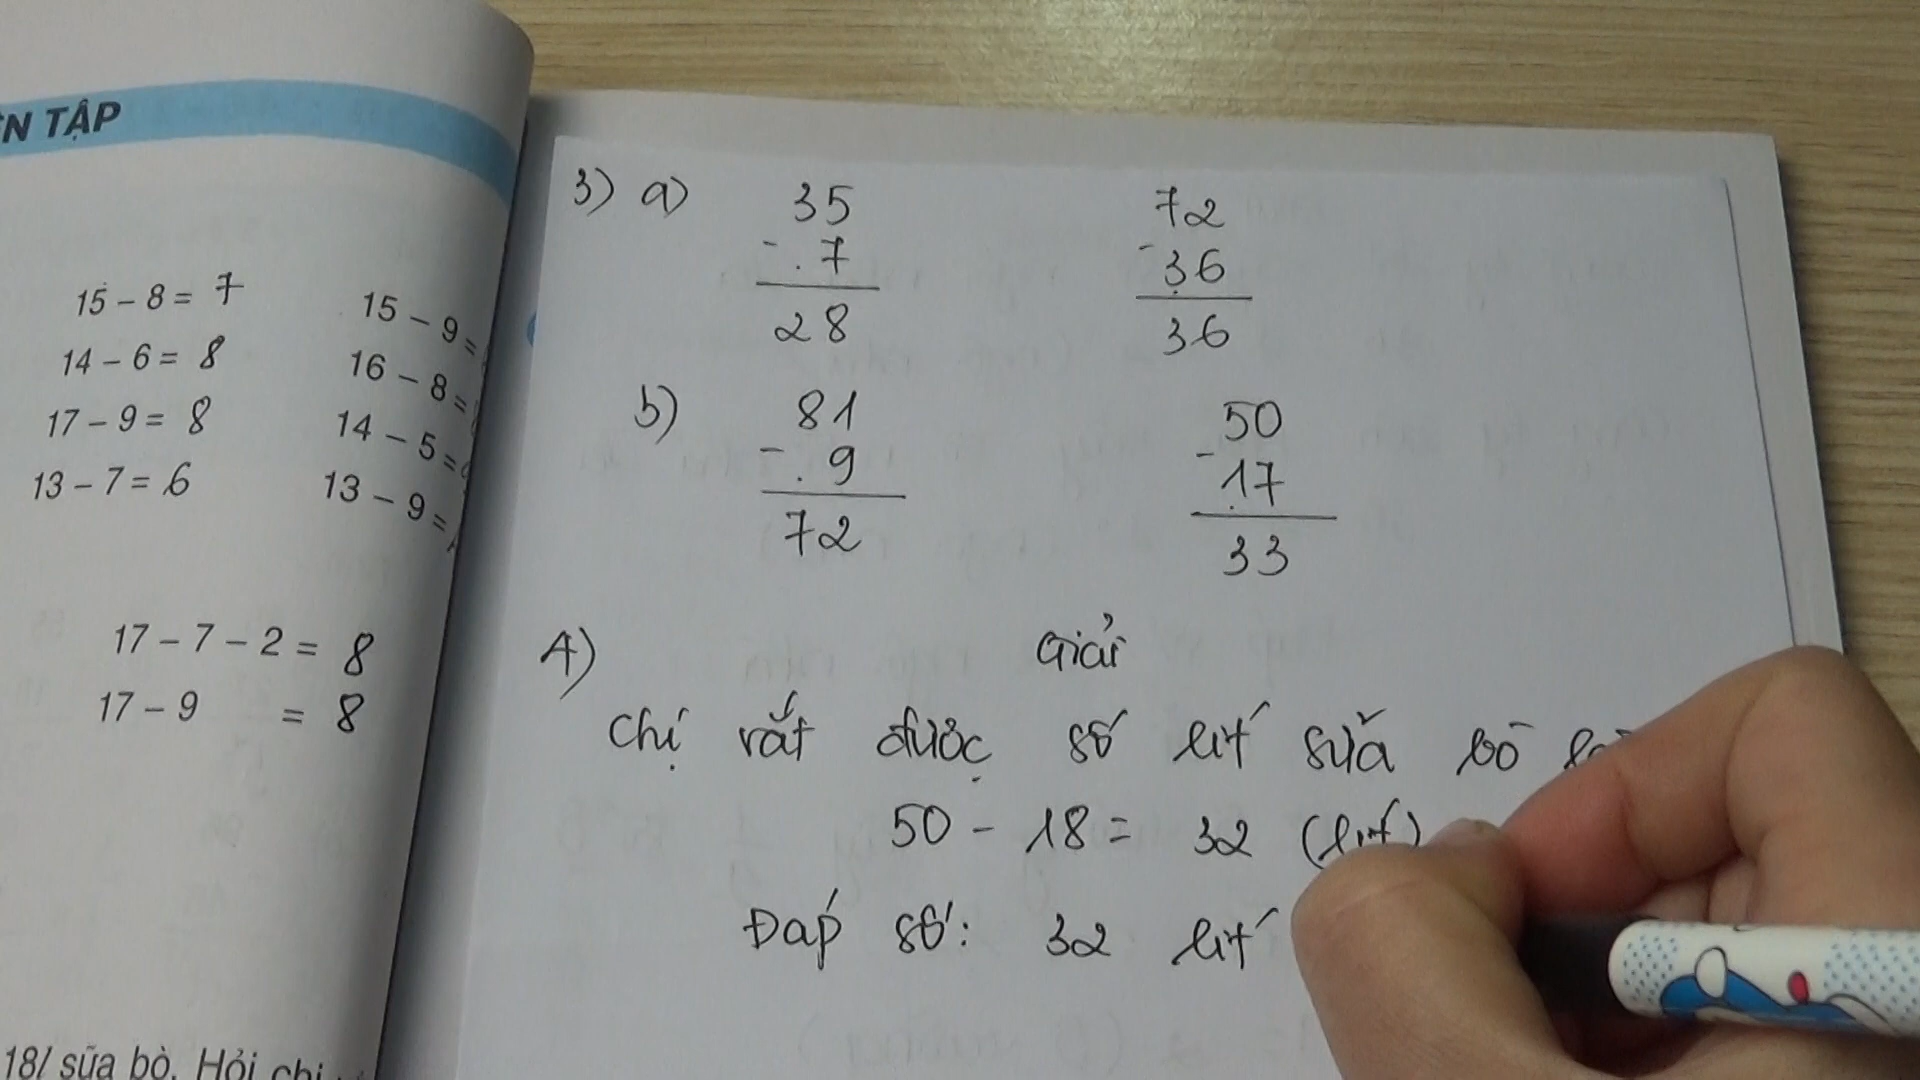 N TẬP
15 – 8 = 7
15 – 9 =
14 – 6 = 8
16 – 8 =
17 – 9 = 8
14 – 5 =
13 – 7 = 6
13 – 9 =
17 – 7 – 2 = 8
17 – 9 = 8
18l sữa bò. Hỏi chị
3) a)
35
- . 7
28
72
- 36
36
b)
81
- . 9
72
50
- 17
33
4) Giải
Chị vắt được số lít sữa bò
50 - 18 = 32 (lít)
Đáp số: 32 lít